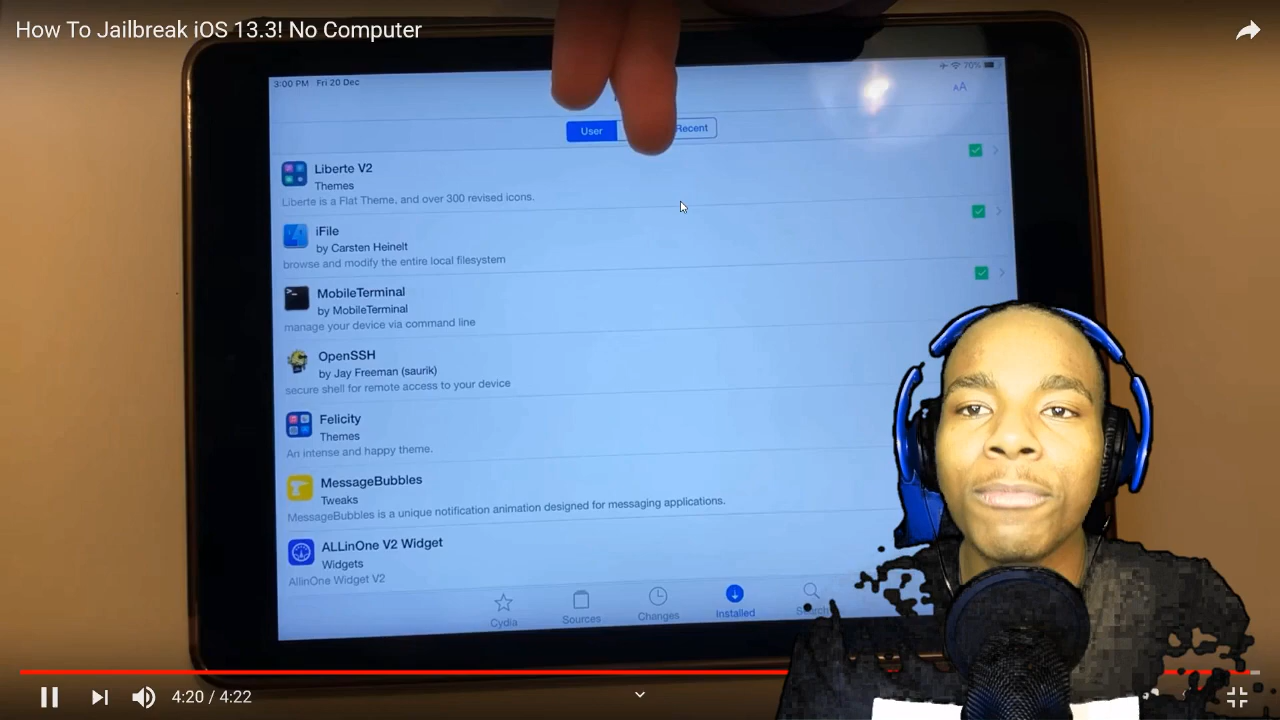 How To Jailbreak iOS 13.3! No Computer
3:00 PM Fri 20 Dec
70%
AA
User
Recent
Liberte V2
Themes
Liberte is a Flat Theme, and over 300 revised icons.
iFile
by Carsten Heinelt
browse and modify the entire local filesystem
MobileTerminal
by MobileTerminal
manage your device via command line
OpenSSH
by Jay Freeman (saurik)
secure shell for remote access to your device
Felicity
Themes
An intense and happy theme.
MessageBubbles
Tweaks
MessageBubbles is a unique notification animation designed for messaging applications.
ALLinOne V2 Widget
Widgets
AllinOne Widget V2
Cydia
Sources
Changes
Installed
Search
4:20 / 4:22